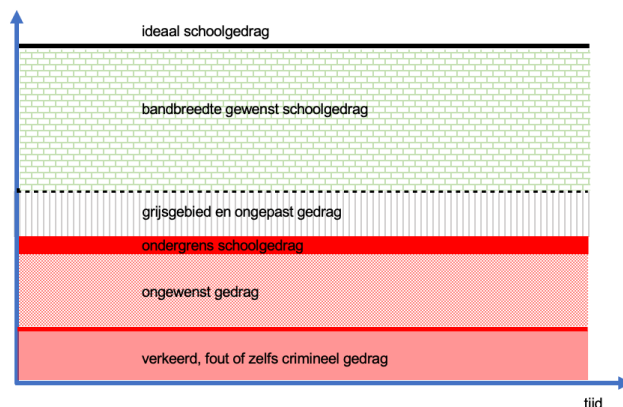 ideaal schoolgedrag
bandbreedte gewenst schoolgedrag
grijsgebied en ongepast gedrag
ondergrens schoolgedrag
ongewenst gedrag
verkeerd, fout of zelfs crimineel gedrag
tijd